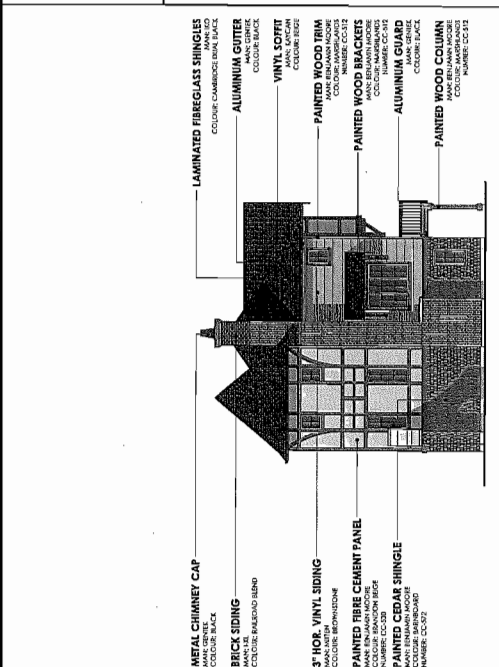 LAMINATED FIBREGLASS SHINGLES
MAN: IKO
COLOUR: CAMBRIDGE DUAL BLACK
ALUMINUM GUTTER
MAN: GENTEK
COLOUR: BLACK
VINYL SOFFIT
MAN: KAYCAN
COLOUR: BEIGE
PAINTED WOOD TRIM
MAN: BENJAMIN MOORE
COLOUR: MARSHLANDS
NUMBER: CC-512
PAINTED WOOD BRACKETS
MAN: BENJAMIN MOORE
COLOUR: MARSHLANDS
NUMBER: CC-512
ALUMINUM GUARD
MAN: GENTEK
COLOUR: BLACK
PAINTED WOOD COLUMN
MAN: BENJAMIN MOORE
COLOUR: MARSHLANDS
NUMBER: CC-512
METAL CHIMNEY CAP
MAN: GENTEK
COLOUR: BLACK
BRICK SIDING
MAN: IXL
COLOUR: RAILROAD BLEND
3" HOR. VINYL SIDING
MAN: MITTEN
COLOUR: BROWNSTONE
PAINTED FIBRE CEMENT PANEL
MAN: BENJAMIN MOORE
COLOUR: BRANDON BEIGE
NUMBER: CC-530
PAINTED CEDAR SHINGLE
MAN: BENJAMIN MOORE
COLOUR: BARNBOARD
NUMBER: CC-572